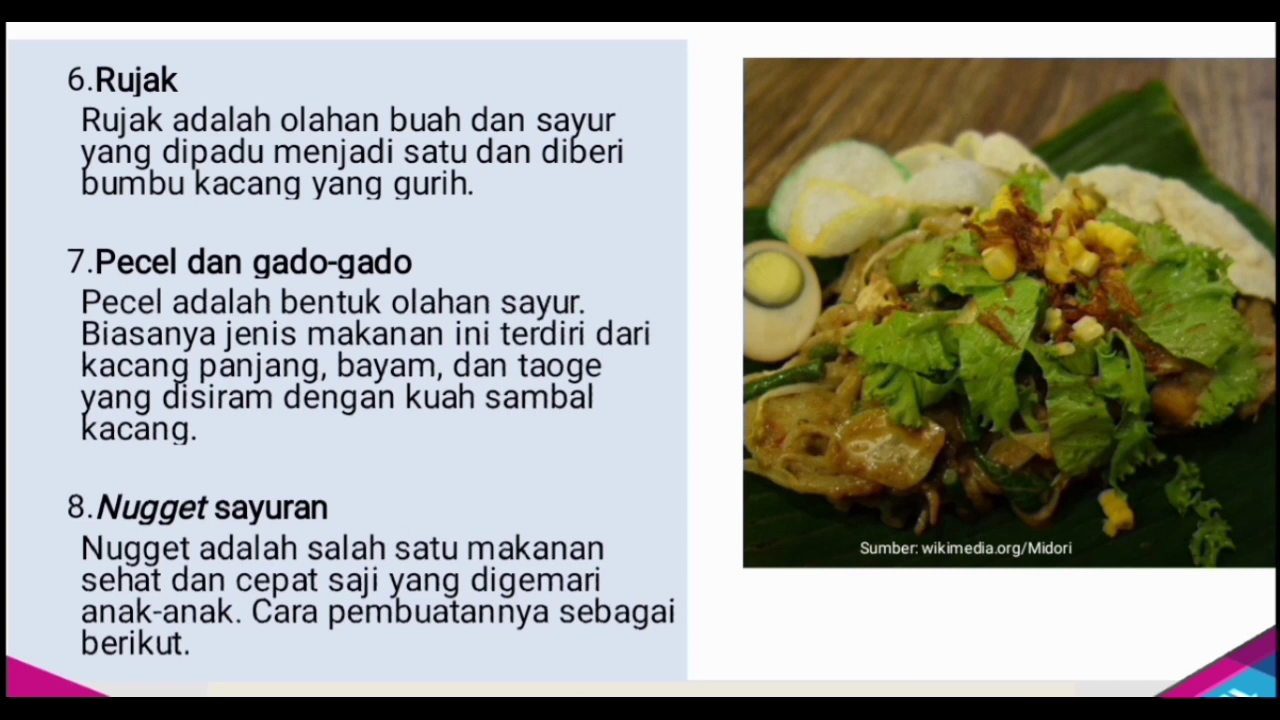 6.Rujak
Rujak adalah olahan buah dan sayur
yang dipadu menjadi satu dan diberi
bumbu kacang yang gurih.
7.Pecel dan gado-gado
Pecel adalah bentuk olahan sayur.
Biasanya jenis makanan ini terdiri dari
kacang panjang, bayam, dan taoge
yang disiram dengan kuah sambal
kacang.
8.Nugget sayuran
Nugget adalah salah satu makanan
sehat dan cepat saji yang digemari
anak-anak. Cara pembuatannya sebagai
berikut.
Sumber: wikimedia.org/Midori